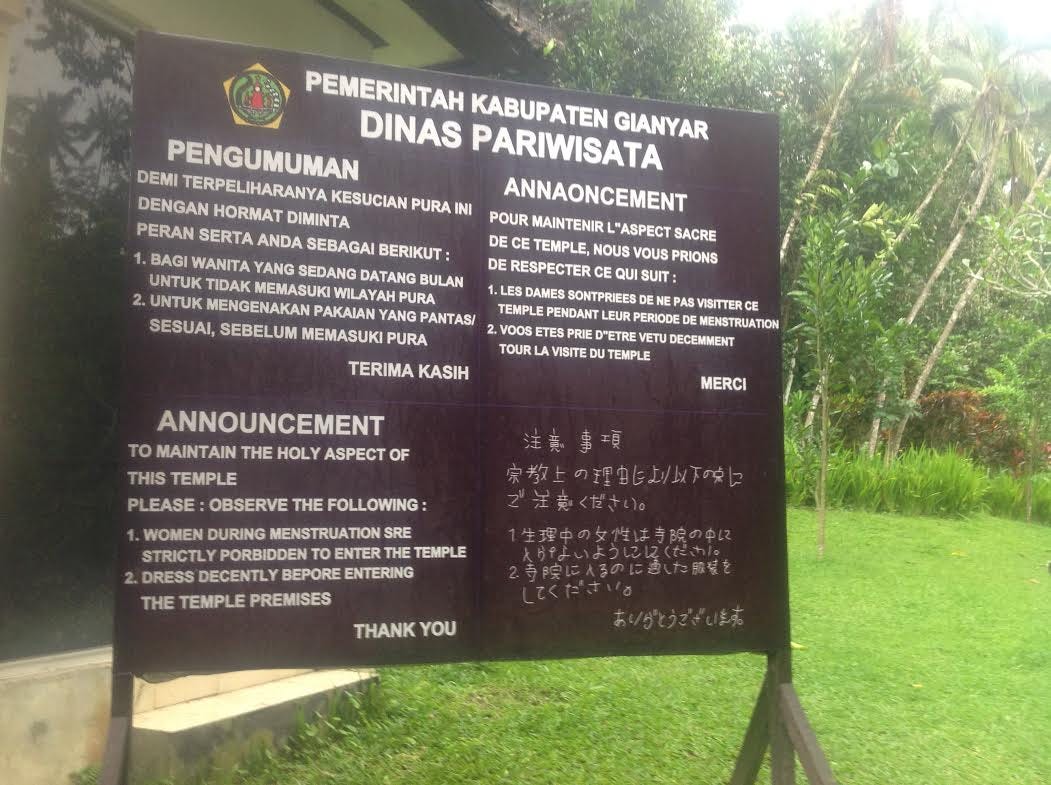 PEMERINTAH KABUPATEN GIANYAR
DINAS PARIWISATA
PENGUMUMAN
DEMI TERPELIHARANYA KESUCIAN PURA INI
DENGAN HORMAT DIMINTA
PERAN SERTA ANDA SEBAGAI BERIKUT :
1. BAGI WANITA YANG SEDANG DATANG BULAN
UNTUK TIDAK MEMASUKI WILAYAH PURA
2. UNTUK MENGENAKAN PAKAIAN YANG PANTAS/
SESUAI, SEBELUM MEMASUKI PURA
TERIMA KASIH
ANNAONCEMENT
POUR MAINTENIR L"ASPECT SACRE
DE CE TEMPLE, NOUS VOUS PRIONS
DE RESPECTER CE QUI SUIT :
1. LES DAMES SONTPRIEES DE NE PAS VISITTER CE
TEMPLE PENDANT LEUR PERIODE DE MENSTRUATION
2. VOOS ETES PRIE D"ETRE VETU DECEMMENT
TOUR LA VISITE DU TEMPLE
MERCI
ANNOUNCEMENT
TO MAINTAIN THE HOLY ASPECT OF
THIS TEMPLE
PLEASE : OBSERVE THE FOLLOWING :
1. WOMEN DURING MENSTRUATION SRE
STRICTLY PORBIDDEN TO ENTER THE TEMPLE
2. DRESS DECENTLY BEPORE ENTERING
THE TEMPLE PREMISES
THANK YOU
注意事項
宗教上の理由により以下の点に
ご注意ください。
1 生理中の女性は寺院の中に
入らないようにしてください。
2. 寺院に入るのに適した服装を
してください。
ありがとうございます。